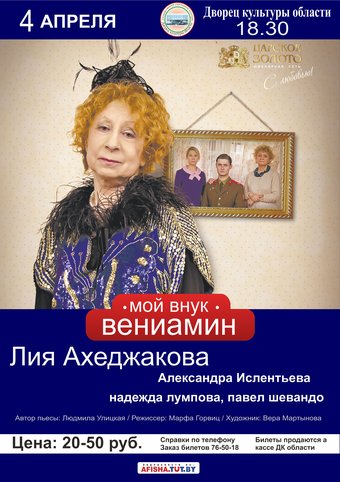 4 АПРЕЛЯ
Дворец культуры области
18.30
ЦАРСКОЕ
ЗОЛОТО
ЮВЕЛИРНАЯ СЕТЬ
С любовью!
• МОЙ ВНУК •
ВЕНИАМИН
Лия Ахеджакова
Александра Ислентьева
надежда лумпова, павел шевандо
Автор пьесы: Людмила Улицкая / Режиссер: Марфа Горвиц / Художник: Вера Мартынова
Цена: 20-50 руб.
Справки по телефону
Заказ билетов 76-50-18
Билеты продаются а
кассе ДК области
AFISHA.TUT.BY